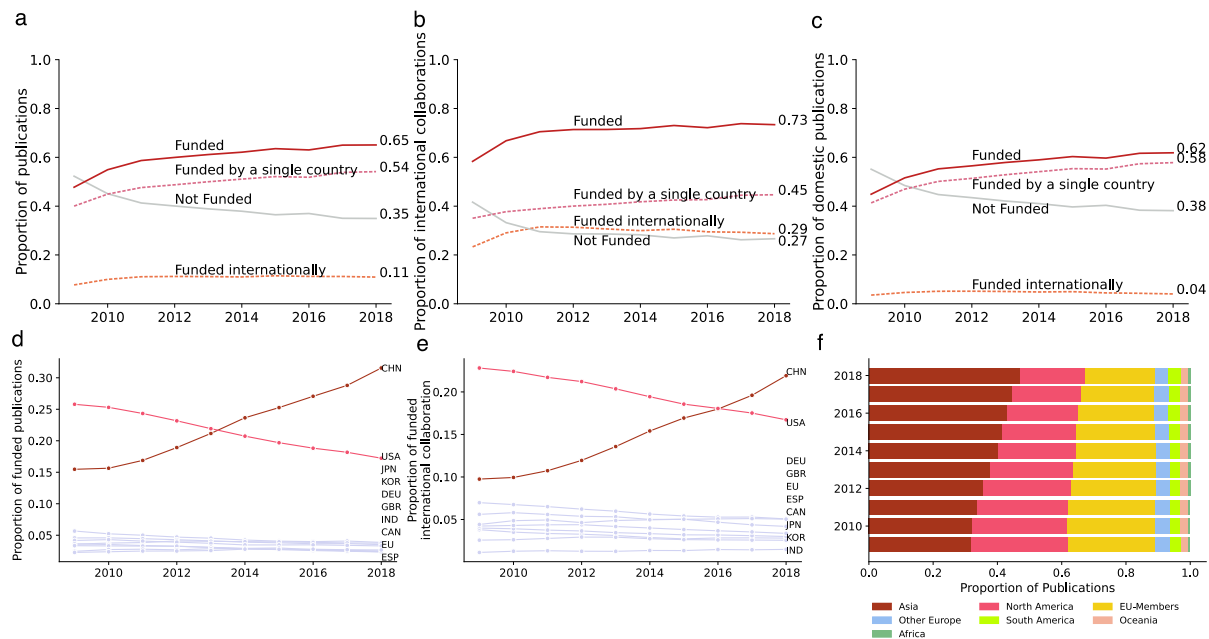 a
Proportion of publications
1.0
0.8
0.6
0.4
0.2
0.0
Funded
0.65
Funded by a single country
0.54
Not Funded
0.35
Funded internationally
0.11
2010 2012 2014 2016 2018
b
Proportion of international collaborations
1.0
0.8
0.6
0.4
0.2
0.0
Funded
0.73
Funded by a single country
0.45
Funded internationally
0.29
Not Funded
0.27
2010 2012 2014 2016 2018
c
Proportion of domestic publications
1.0
0.8
0.6
0.4
0.2
0.0
Funded
0.62
0.58
Funded by a single country
Not Funded
0.38
Funded internationally
0.04
2010 2012 2014 2016 2018
d
Proportion of funded publications
0.30
0.25
0.20
0.15
0.10
0.05
CHN
USA
JPN
KOR
DEU
GBR
IND
CAN
EU
ESP
2010 2012 2014 2016 2018
e
Proportion of funded
international collaboration
0.20
0.15
0.10
0.05
CHN
USA
DEU
GBR
EU
ESP
CAN
JPN
KOR
IND
2010 2012 2014 2016 2018
f
2018
2016
2014
2012
2010
0.0 0.2 0.4 0.6 0.8 1.0
Proportion of Publications
Asia North America EU-Members
Other Europe South America Oceania
Africa